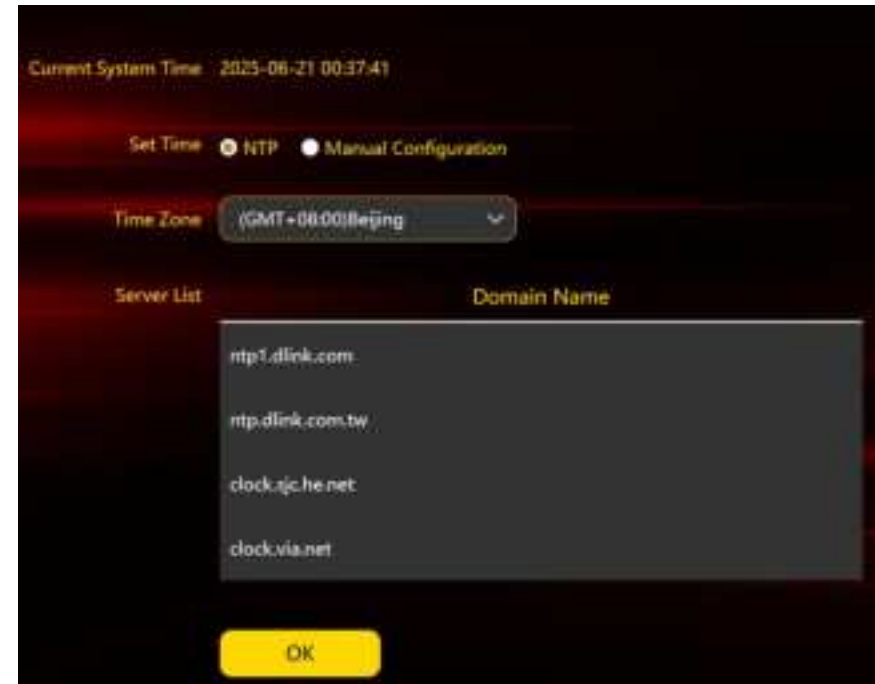 Current System Time 2025-06-21 00:37:41
Set Time NTP Manual Configuration
Time Zone (GMT+08:00)Beijing
Server List Domain Name
ntp1.dlink.com
ntp.dlink.com.tw
clock.sjc.he.net
clock.via.net
OK